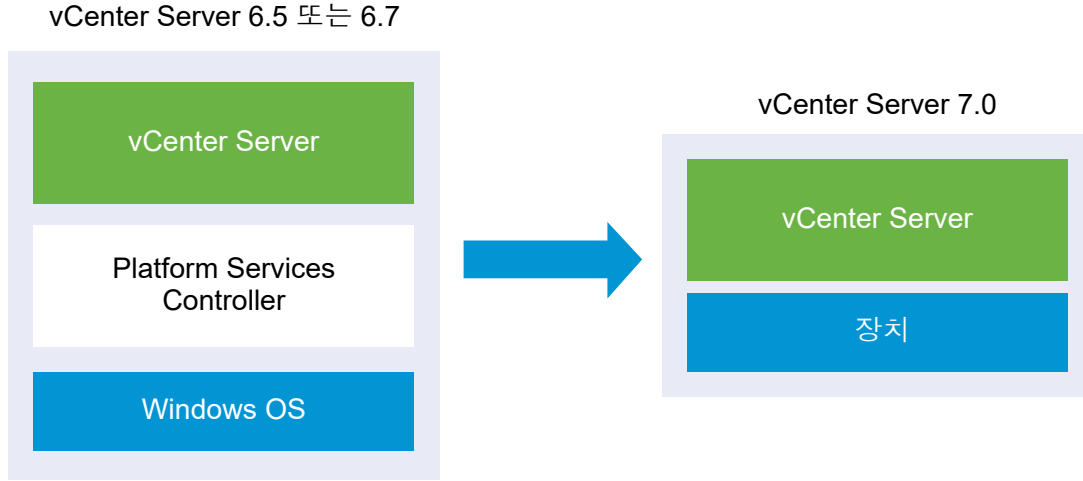 vCenter Server 6.5 또는 6.7
vCenter Server
Platform Services
Controller
Windows OS
vCenter Server 7.0
vCenter Server
장치